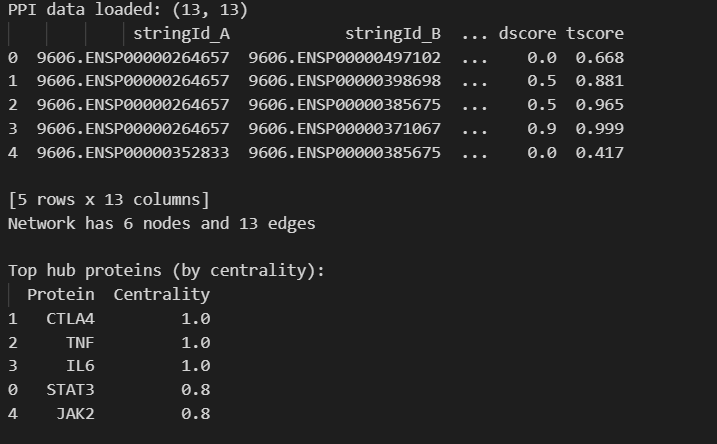 PPI data loaded: (13, 13)
stringId_A stringId_B ... dscore tscore
0 9606.ENSP00000264657 9606.ENSP00000497102 ... 0.0 0.668
1 9606.ENSP00000264657 9606.ENSP00000398698 ... 0.5 0.881
2 9606.ENSP00000264657 9606.ENSP00000385675 ... 0.5 0.965
3 9606.ENSP00000264657 9606.ENSP00000371067 ... 0.9 0.999
4 9606.ENSP00000352833 9606.ENSP00000385675 ... 0.0 0.417
[5 rows x 13 columns]
Network has 6 nodes and 13 edges
Top hub proteins (by centrality):
Protein Centrality
1 CTLA4 1.0
2 TNF 1.0
3 IL6 1.0
0 STAT3 0.8
4 JAK2 0.8